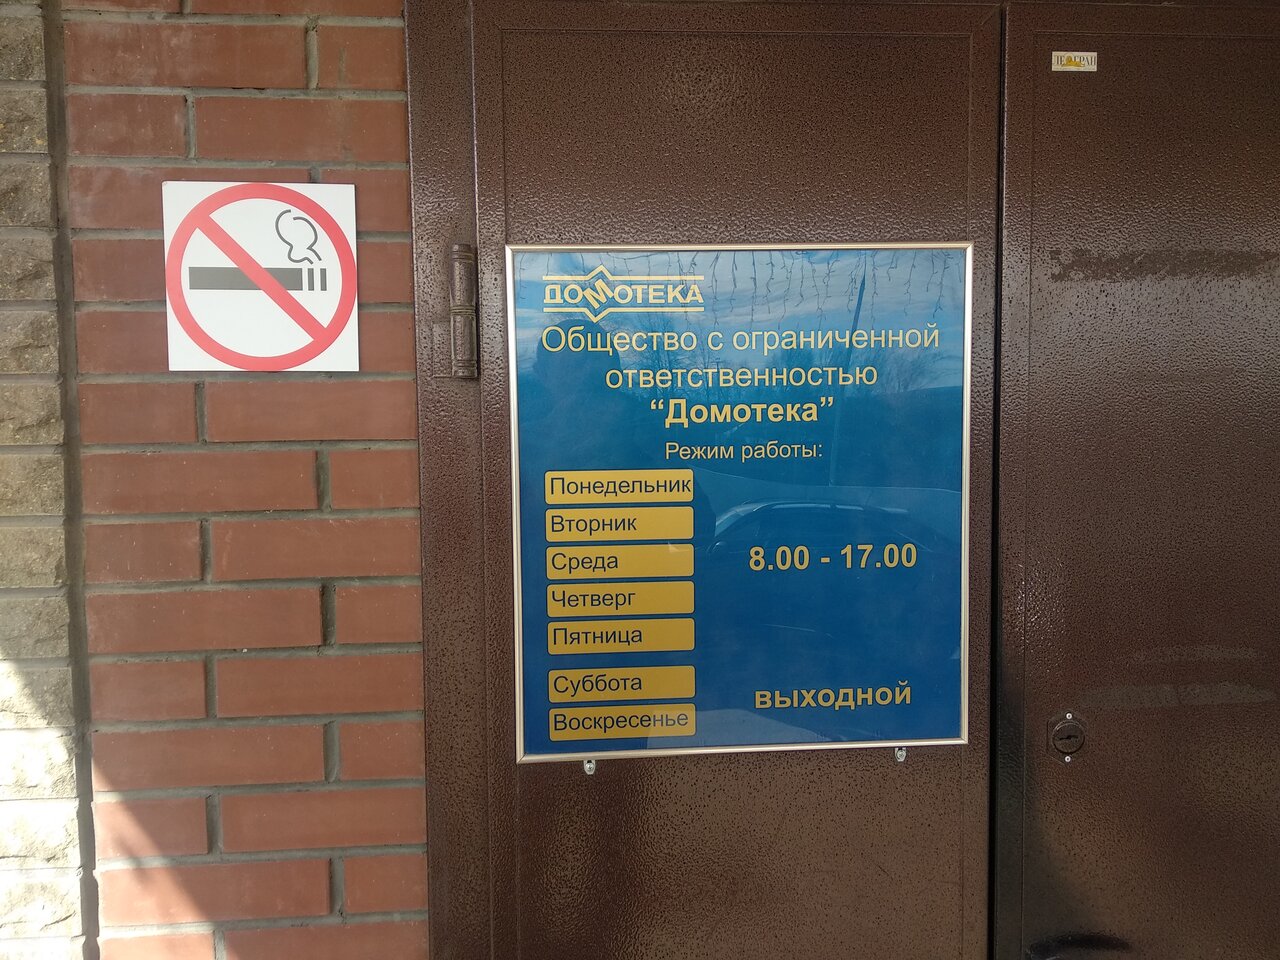 ДОМОТЕКА
Общество с ограниченной
ответственностью
“Домотека”
Режим работы:
Понедельник
Вторник
Среда
8.00 - 17.00
Четверг
Пятница
Суббота
выходной
Воскресенье